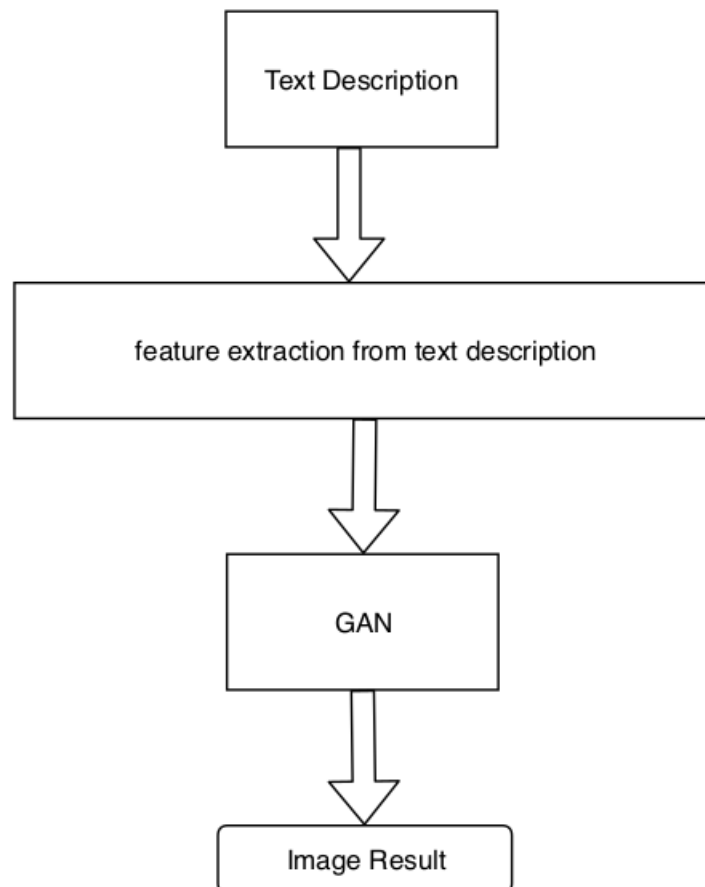 Text Description
feature extraction from text description
GAN
Image Result